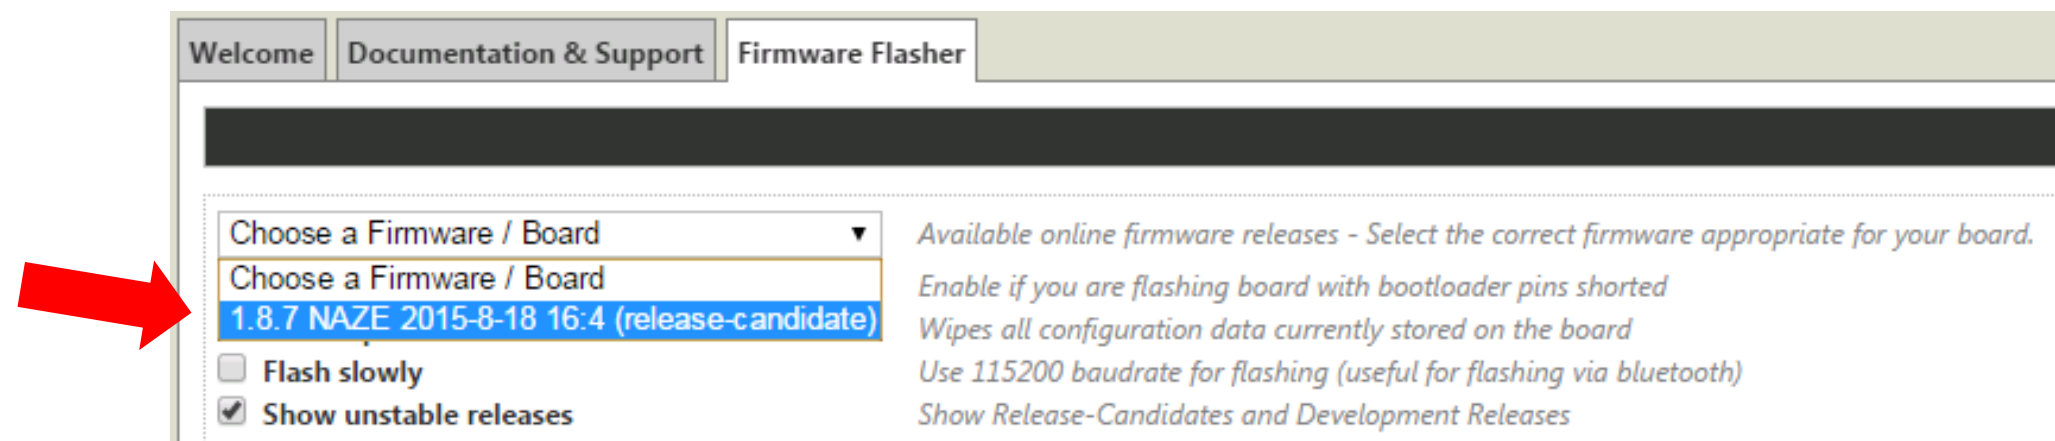 Welcome Documentation & Support Firmware Flasher
Choose a Firmware / Board Available online firmware releases - Select the correct firmware appropriate for your board.
Choose a Firmware / Board Enable if you are flashing board with bootloader pins shorted
1.8.7 NAZE 2015-8-18 16:4 (release-candidate) Wipes all configuration data currently stored on the board
Flash slowly Use 115200 baudrate for flashing (useful for flashing via bluetooth)
Show unstable releases Show Release-Candidates and Development Releases